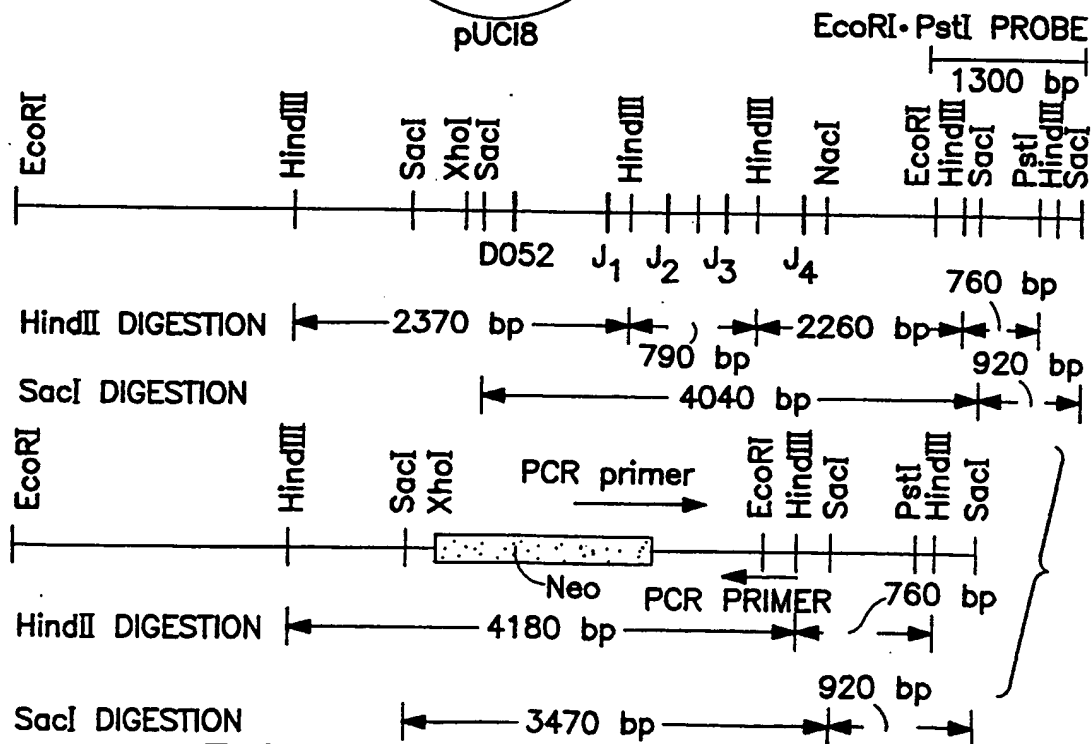 pUC18
EcoRI•PstI PROBE
1300 bp
EcoRI
HindIII
SacI
XhoI
SacI
HindIII
HindIII
NacI
EcoRI
HindIII
SacI
PstI
HindIII
SacI
D052
J1
J2
J3
J4
HindII DIGESTION
2370 bp
790 bp
2260 bp
760 bp
SacI DIGESTION
4040 bp
920 bp
EcoRI
HindIII
SacI
XhoI
PCR primer
EcoRI
HindIII
SacI
PstI
HindIII
SacI
Neo
PCR PRIMER
HindII DIGESTION
4180 bp
760 bp
SacI DIGESTION
3470 bp
920 bp